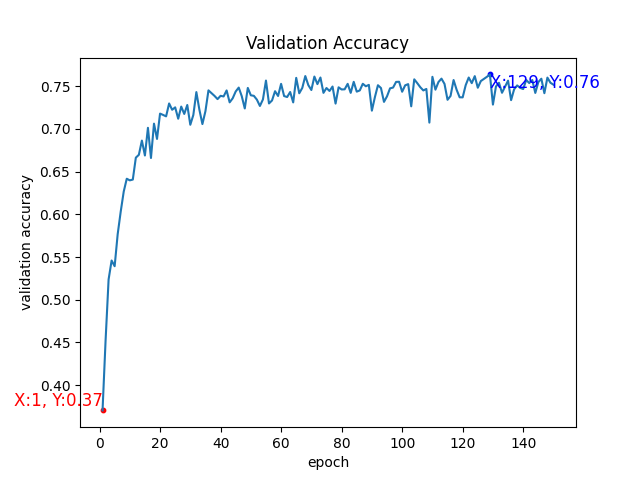 Validation Accuracy
validation accuracy
0.75
0.70
0.65
0.60
0.55
0.50
0.45
0.40
X:129, Y:0.76
X:1, Y:0.37
0 20 40 60 80 100 120 140
epoch